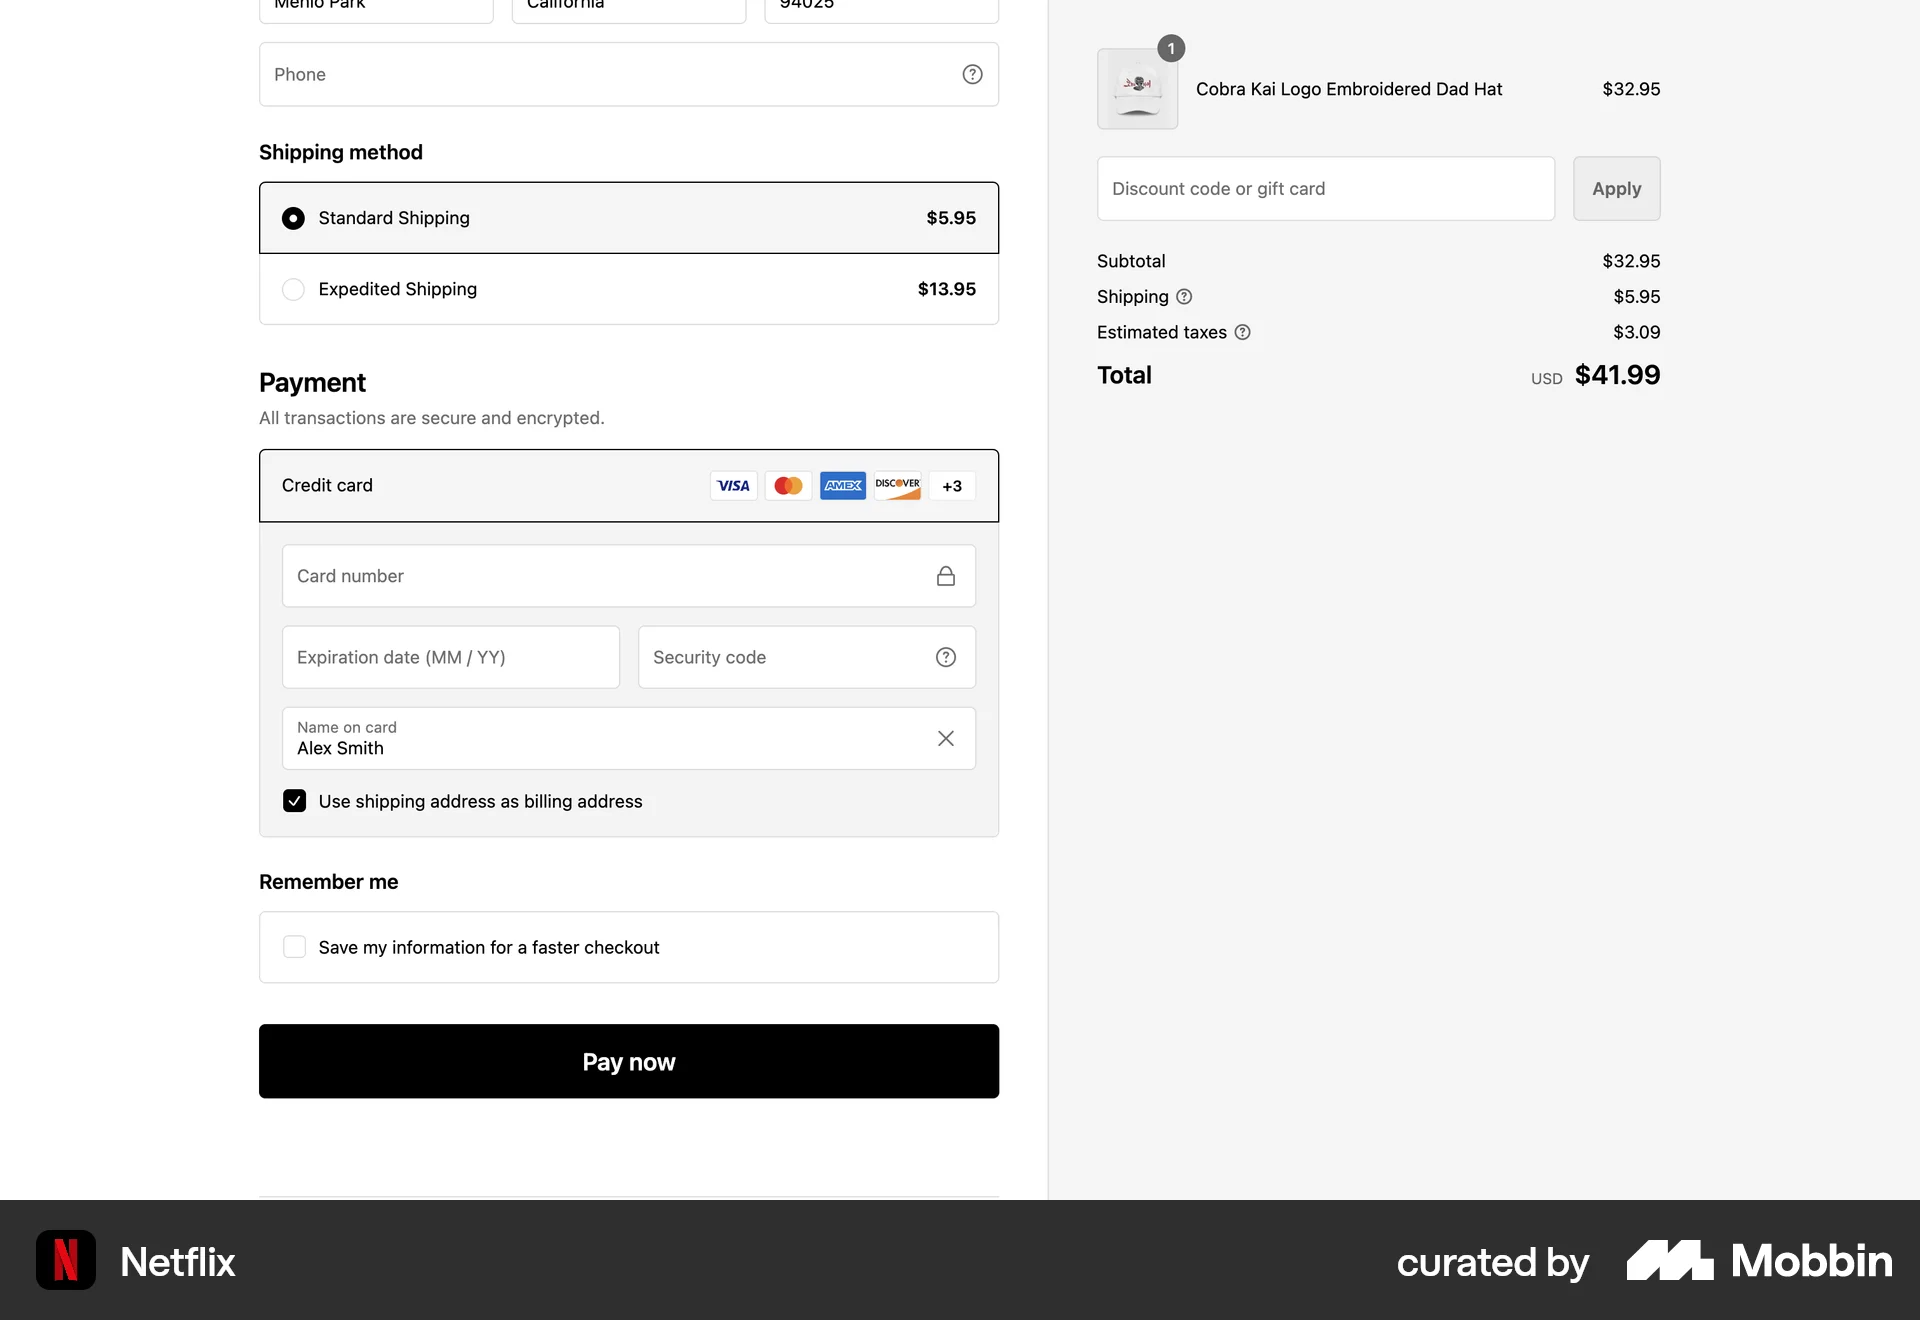 Menlo Park
California
94025
Phone
Shipping method
Standard Shipping
$5.95
Expedited Shipping
$13.95
Payment
All transactions are secure and encrypted.
Credit card
VISA
AMEX
DISCOVER
+3
Card number
Expiration date (MM / YY)
Security code
Name on card
Alex Smith
Use shipping address as billing address
Remember me
Save my information for a faster checkout
Pay now
1
Cobra Kai Logo Embroidered Dad Hat
$32.95
Discount code or gift card
Apply
Subtotal
$32.95
Shipping
$5.95
Estimated taxes
$3.09
Total
USD $41.99
N
Netflix
curated by
Mobbin